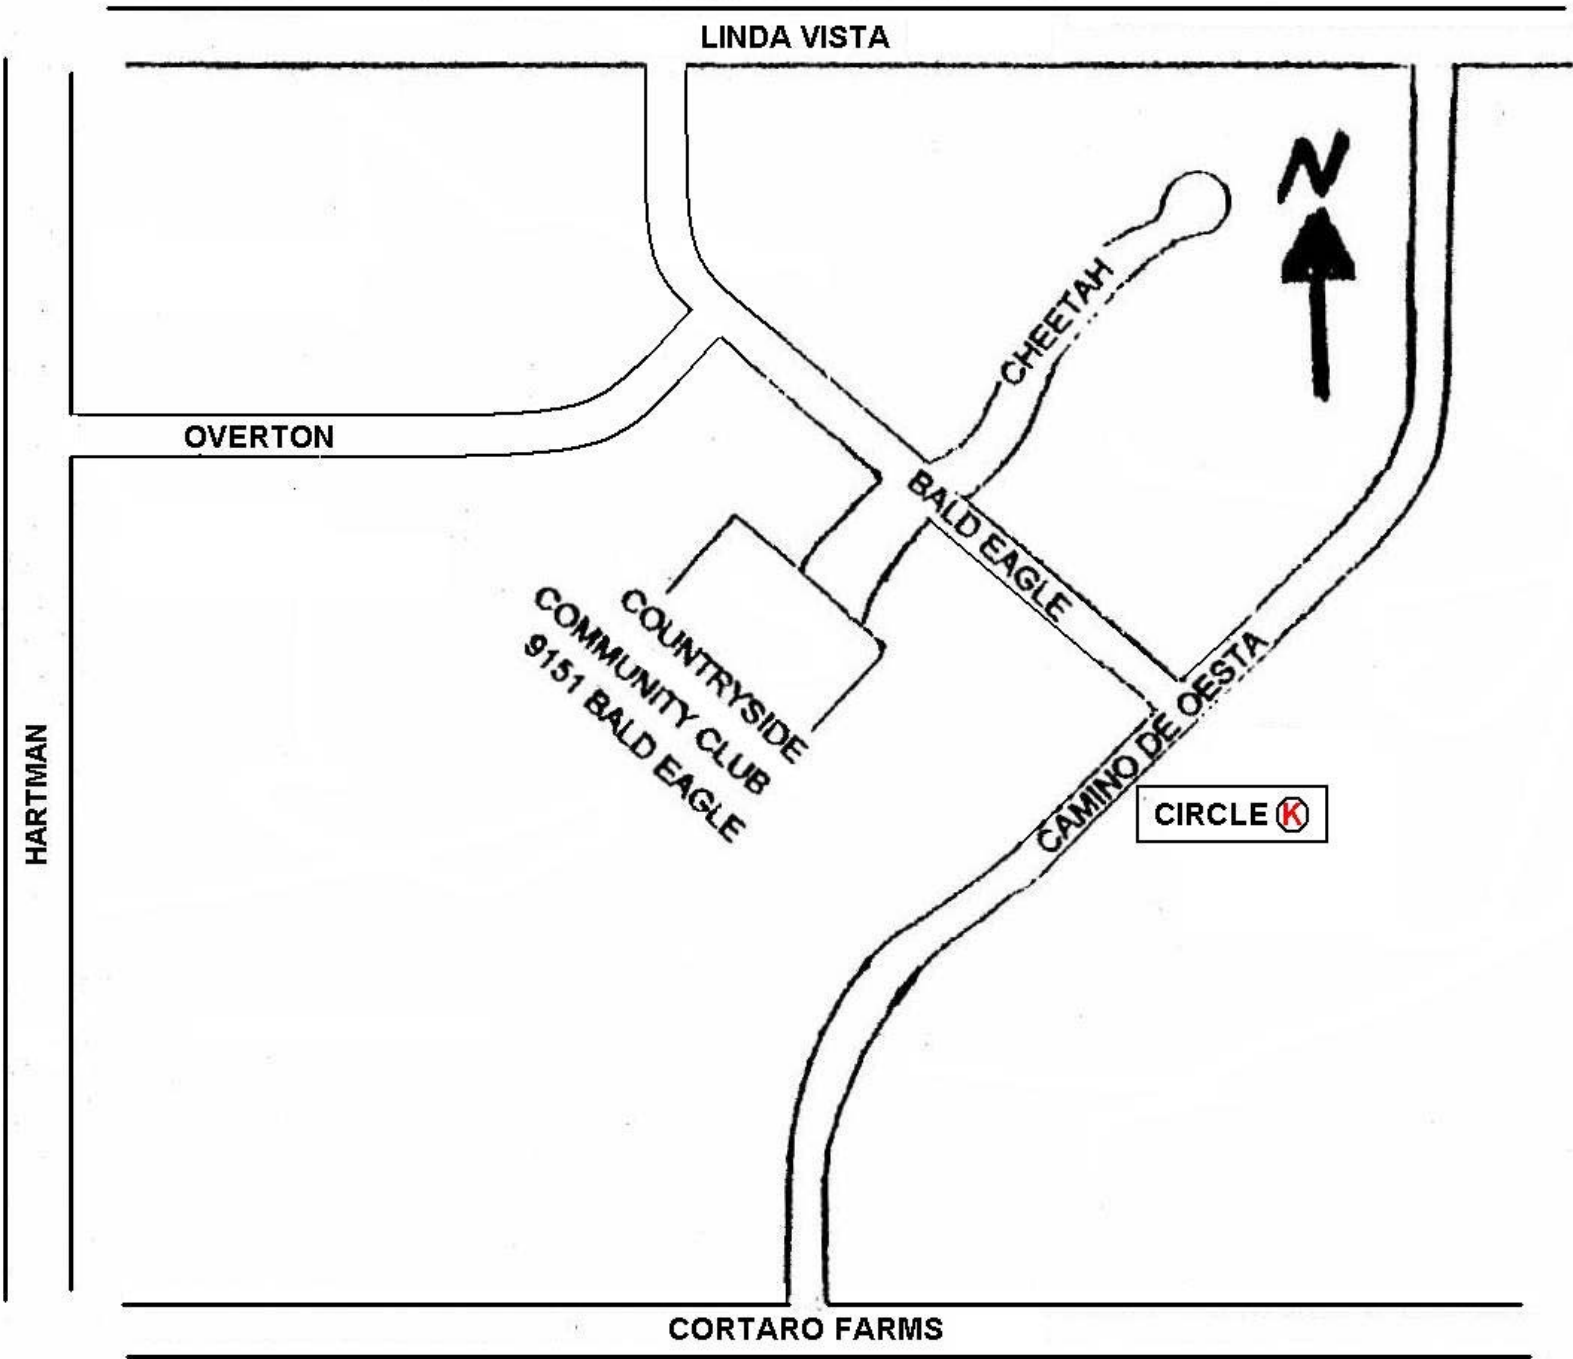 LINDA VISTA
N
CHEETAH
OVERTON
BALD EAGLE
COUNTRYSIDE
COMMUNITY CLUB
9151 BALD EAGLE
CAMINO DE OESTA
HARTMAN
CIRCLE K
CORTARO FARMS